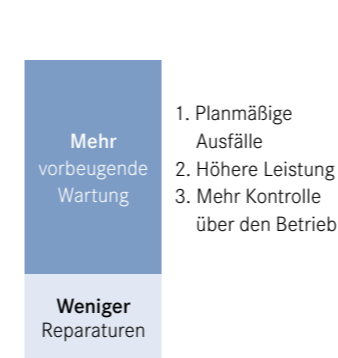 Mehr
vorbeugende
Wartung
1. Planmäßige
Ausfälle
2. Höhere Leistung
3. Mehr Kontrolle
über den Betrieb
Weniger
Reparaturen